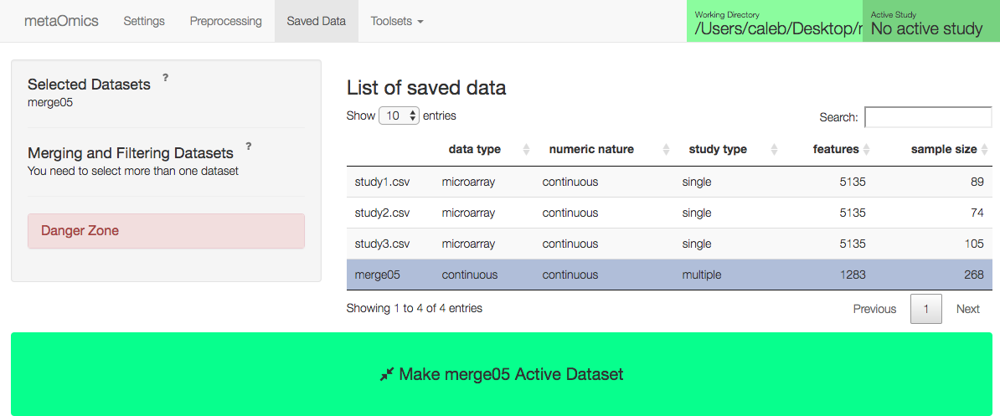 metaOmics Settings Preprocessing Saved Data Toolsets
Working Directory
/Users/caleb/Desktop/
Active Study
No active study
Selected Datasets ?
merge05
Merging and Filtering Datasets ?
You need to select more than one dataset
Danger Zone
List of saved data
Show 10 entries
Search:
data type numeric nature study type features sample size
study1.csv microarray continuous single 5135 89
study2.csv microarray continuous single 5135 74
study3.csv microarray continuous single 5135 105
merge05 continuous continuous multiple 1283 268
Showing 1 to 4 of 4 entries
Previous 1 Next
Make merge05 Active Dataset